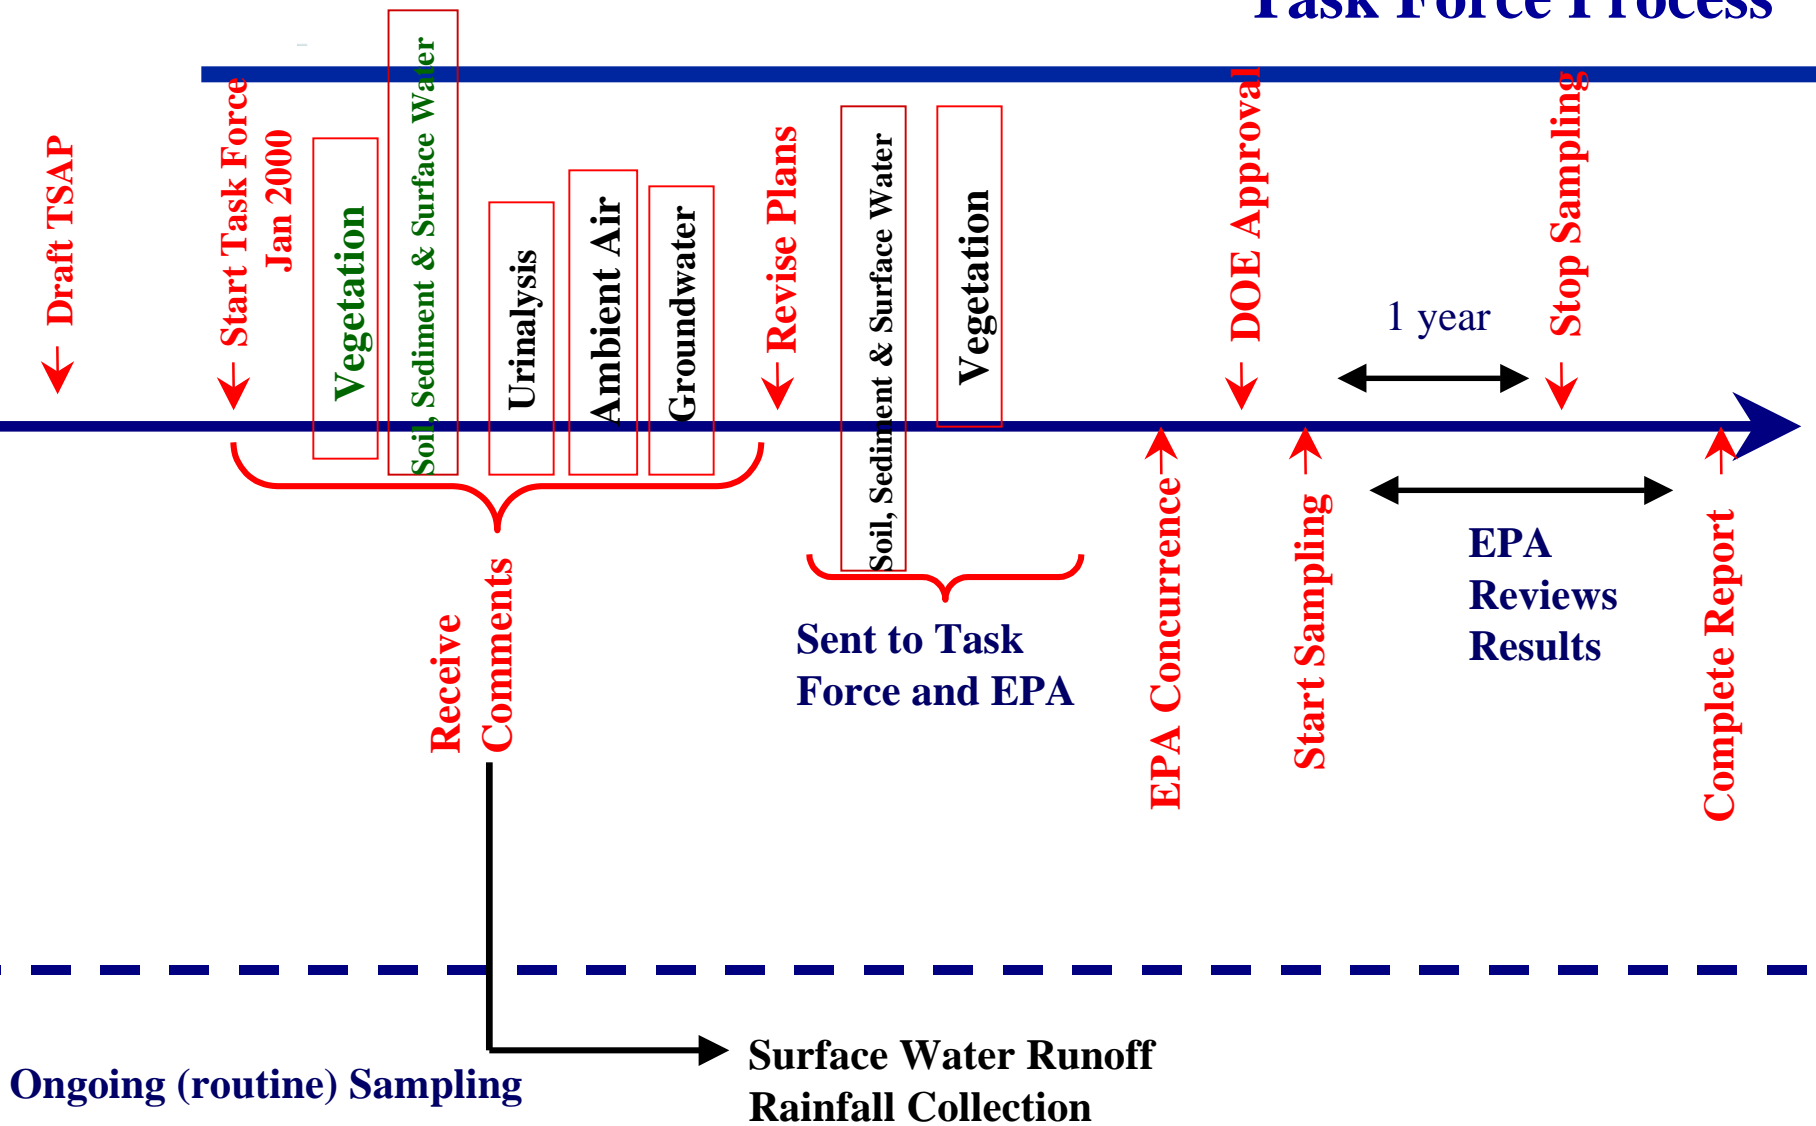 Task Force Process
Draft TSAP
Start Task Force
Jan 2000
Vegetation
Soil, Sediment & Surface Water
Urinalysis
Ambient Air
Groundwater
Revise Plans
Soil, Sediment & Surface Water
Vegetation
DOE Approval
1 year
Stop Sampling
Receive
Comments
Sent to Task
Force and EPA
EPA Concurrence
Start Sampling
EPA
Reviews
Results
Complete Report
Ongoing (routine) Sampling
Surface Water Runoff
Rainfall Collection